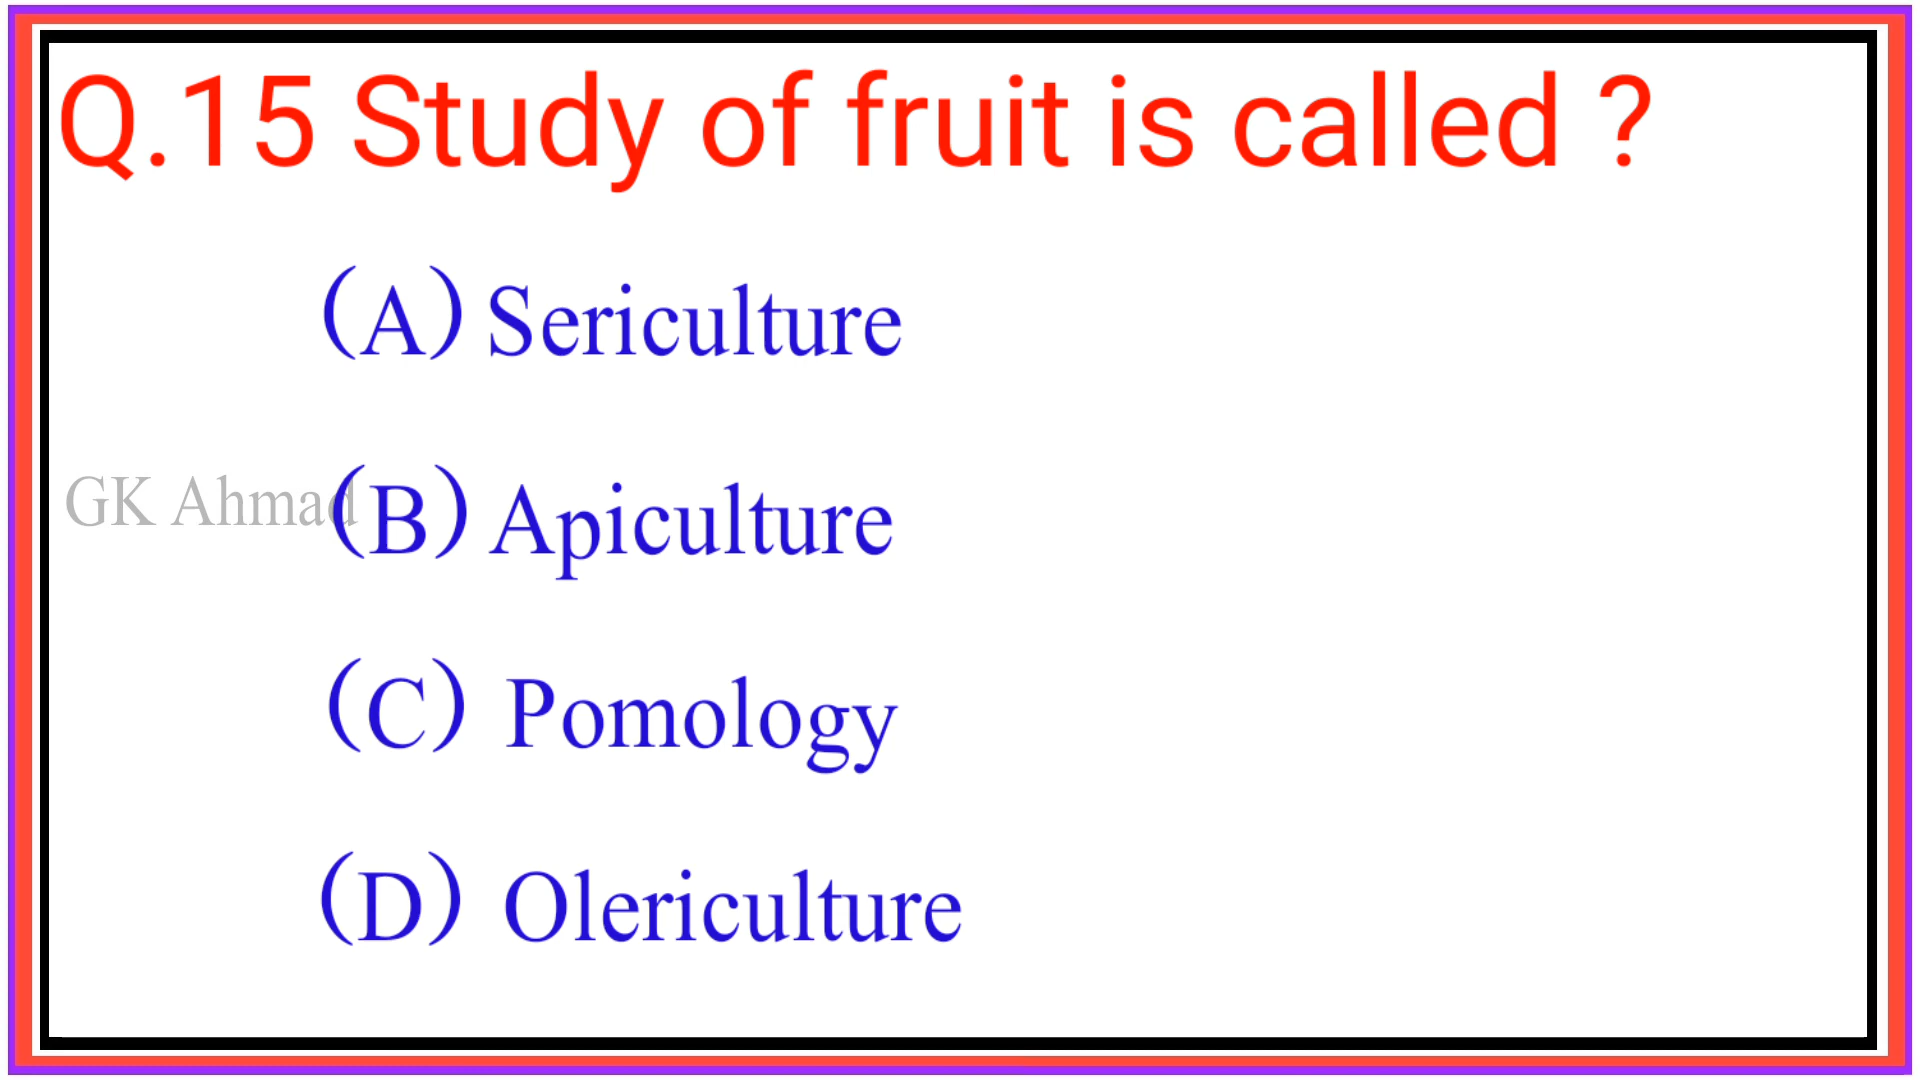 Q.15 Study of fruit is called ?
(A) Sericulture
GK Ahmad
(B) Apiculture
(C) Pomology
(D) Olericulture